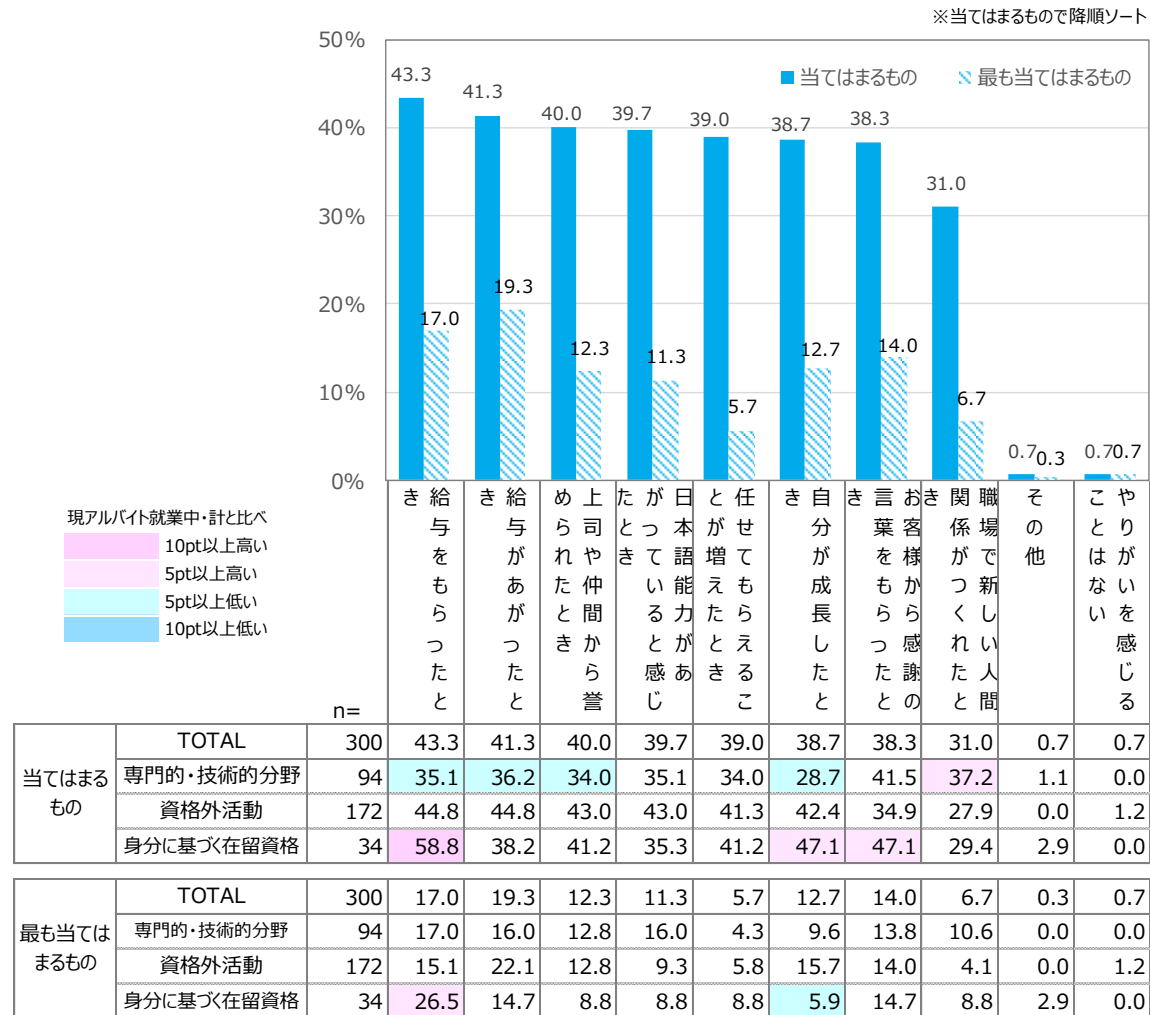 ※当てはまるもので降順ソート
50%
40%
30%
20%
10%
0%
当てはまるもの
最も当てはまるもの
43.3
17.0
41.3
19.3
40.0
12.3
39.7
11.3
39.0
5.7
38.7
12.7
38.3
14.0
31.0
6.7
0.7
0.3
0.7
0.7
現アルバイト就業中・計と比べ
10pt以上高い
5pt以上高い
5pt以上低い
10pt以上低い
n=
給与をもらったと
き
給与があがったと
き
上司や仲間から誉
められたとき
日本語能力があ
がっていると感じ
たとき
任せてもらえるこ
とが増えたとき
自分が成長したと
き
お客様から感謝の
言葉をもらったと
き
職場で新しい人間
関係がつくれたと
き
その他
やりがいを感じる
ことはない
当てはまる
もの
TOTAL 300 43.3 41.3 40.0 39.7 39.0 38.7 38.3 31.0 0.7 0.7
専門的・技術的分野 94 35.1 36.2 34.0 35.1 34.0 28.7 41.5 37.2 1.1 0.0
資格外活動 172 44.8 44.8 43.0 43.0 41.3 42.4 34.9 27.9 0.0 1.2
身分に基づく在留資格 34 58.8 38.2 41.2 35.3 41.2 47.1 47.1 29.4 2.9 0.0
最も当ては
まるもの
TOTAL 300 17.0 19.3 12.3 11.3 5.7 12.7 14.0 6.7 0.3 0.7
専門的・技術的分野 94 17.0 16.0 12.8 16.0 4.3 9.6 13.8 10.6 0.0 0.0
資格外活動 172 15.1 22.1 12.8 9.3 5.8 15.7 14.0 4.1 0.0 1.2
身分に基づく在留資格 34 26.5 14.7 8.8 8.8 8.8 5.9 14.7 8.8 2.9 0.0